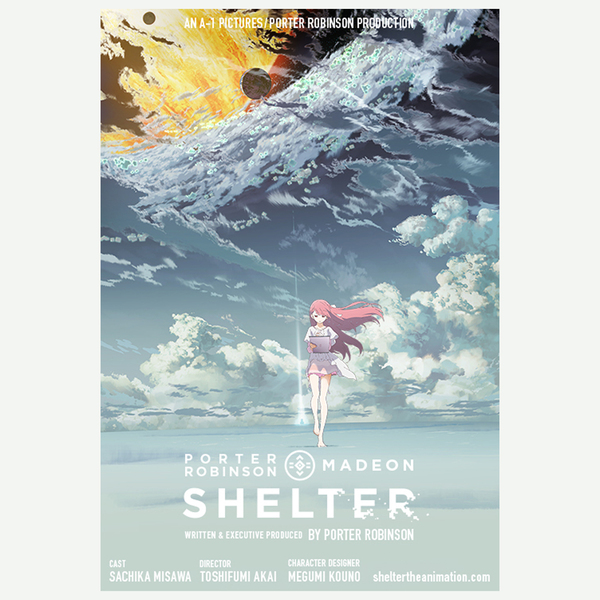 AN A-1 PICTURES/PORTER ROBINSON PRODUCTION
PORTER ROBINSON MADEON
SHELTER
WRITTEN & EXECUTIVE PRODUCED BY PORTER ROBINSON
CAST DIRECTOR CHARACTER DESIGNER
SACHIKA MISAWA TOSHIFUMI AKAI MEGUMI KOUNO sheltertheanimation.com